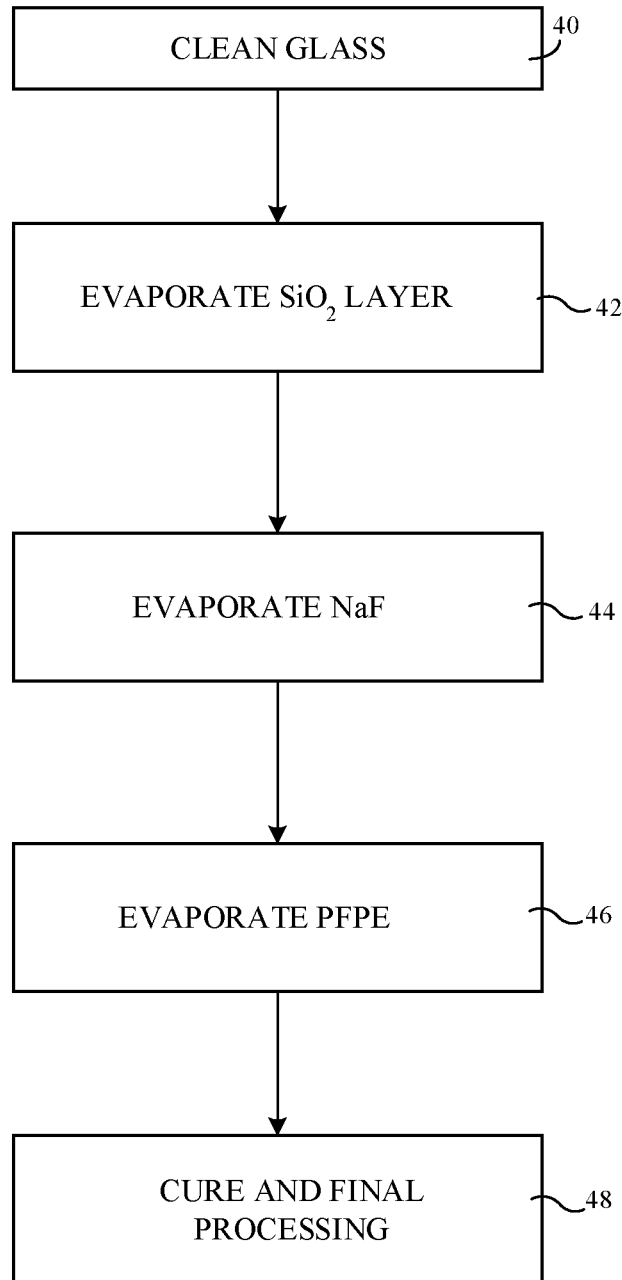 CLEAN GLASS
40
EVAPORATE SiO₂ LAYER
42
EVAPORATE NaF
44
EVAPORATE PFPE
46
CURE AND FINAL
PROCESSING
48